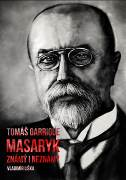 TOMÁŠ GARRIGUE
MASARYK
ZNÁMÝ I NEZNÁMÝ
VLADIMÍR LIŠKA